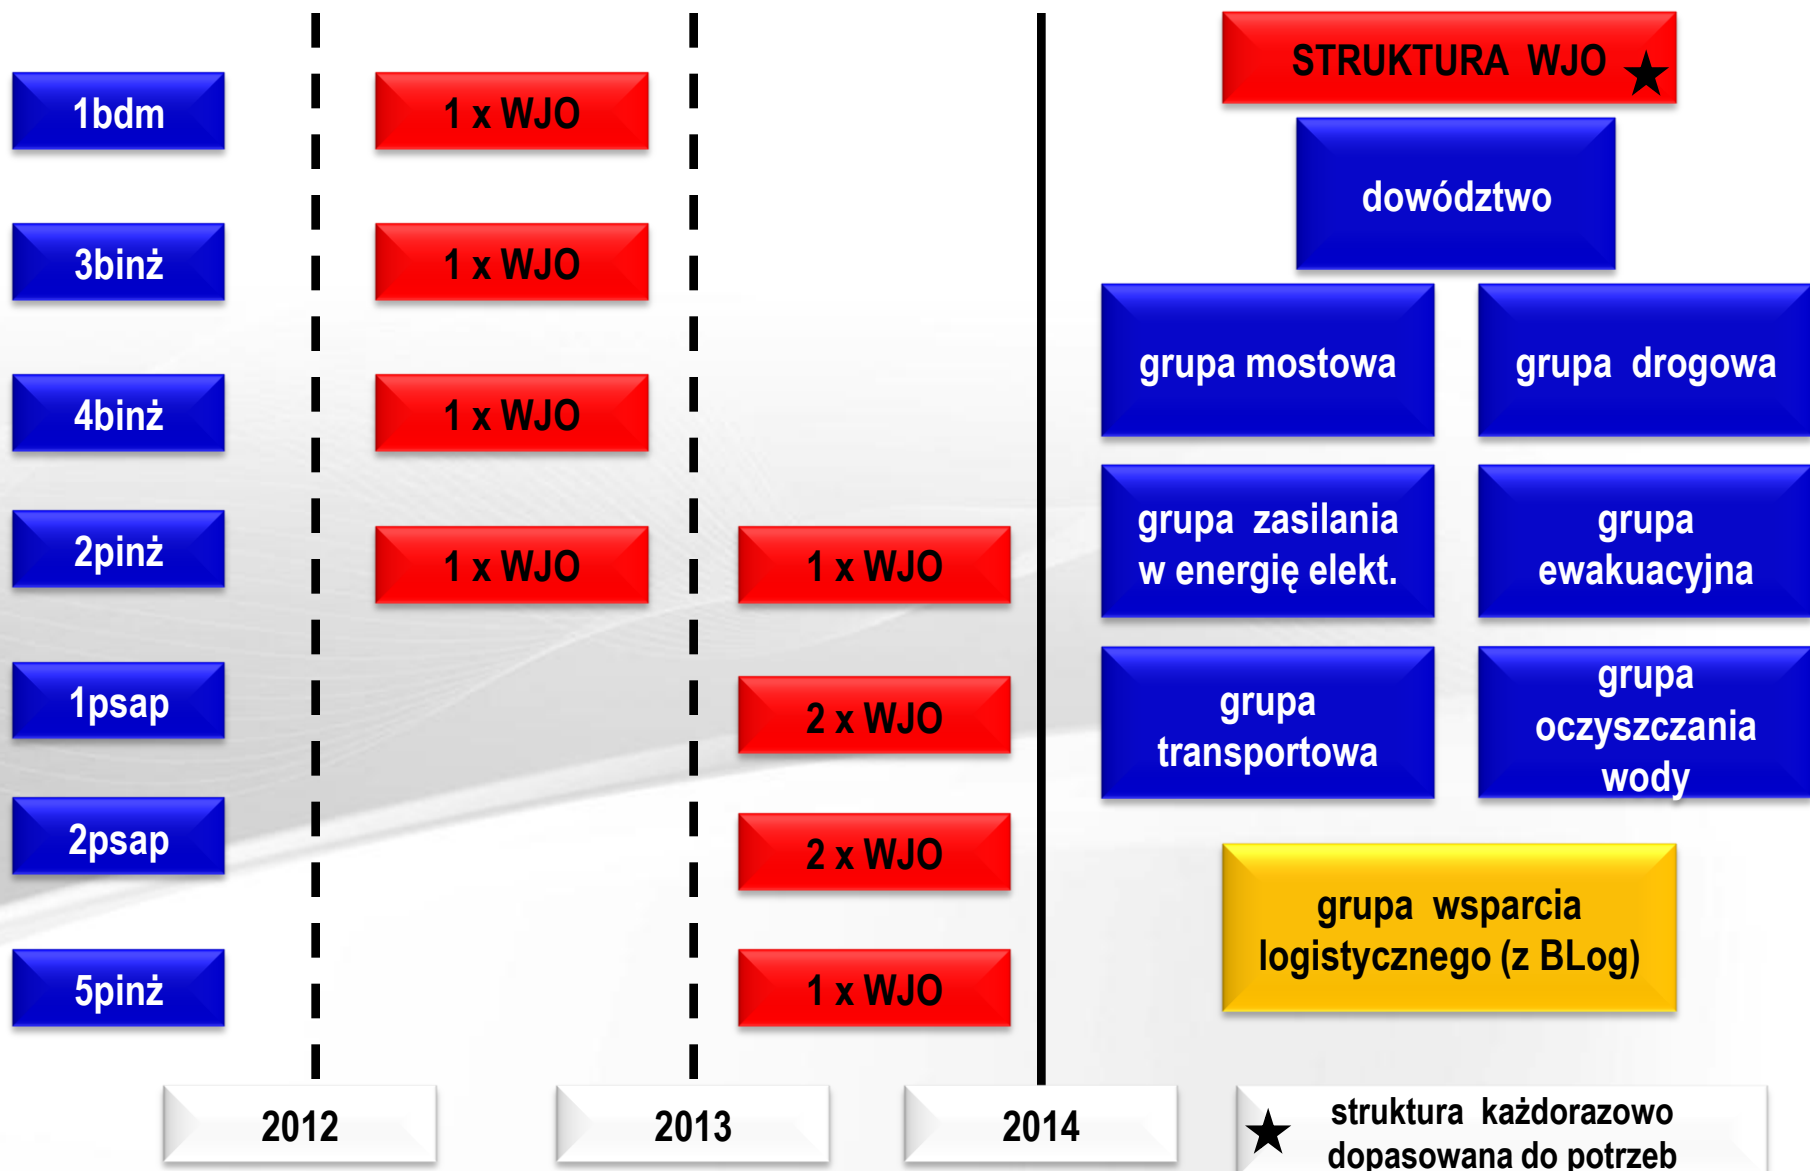 1bdm
1 x WJO
3binż
1 x WJO
4binż
1 x WJO
2pinż
1 x WJO
1 x WJO
1psap
2 x WJO
2psap
2 x WJO
5pinż
1 x WJO
2012
2013
2014
STRUKTURA WJO ★
dowództwo
grupa mostowa
grupa drogowa
grupa zasilania
w energię elekt.
grupa
ewakuacyjna
grupa
transportowa
grupa
oczyszczania
wody
grupa wsparcia
logistycznego (z BLog)
★ struktura każdorazowo
dopasowana do potrzeb